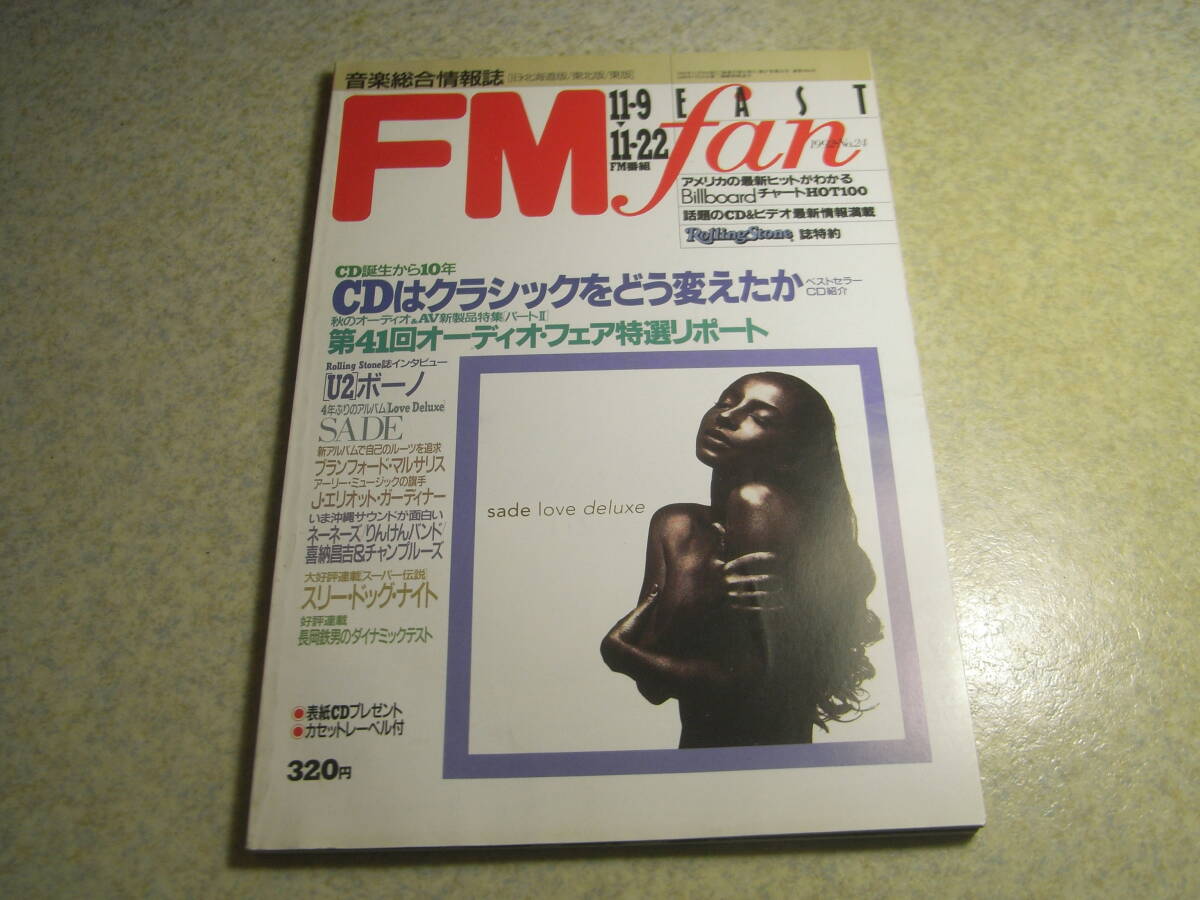 音楽総合情報誌 [旧・北海道版/東北版/東版]
FM fan
EAST
11-9
11-22
FM番組
1992・No.24
アメリカの最新ヒットがわかる
Billboard チャートHOT100
話題のCD&ビデオ最新情報満載
RollingStone 誌特約
CD誕生から10年
CDはクラシックをどう変えたか
ベストセラー
CD紹介
秋のオーディオ&AV新製品特集[パートⅡ]
第41回オーディオ・フェア特選リポート
Rolling Stone誌インタビュー
[U2]ボーノ
4年ぶりのアルバム[Love Deluxe]
SADE
新アルバムで自己のルーツを追求
ブランフォード・マルサリス
アーリー・ミュージックの旗手
J・エリオット・ガーディナー
いま沖縄サウンドが面白い
ネーネーズ/りんけんバンド/
喜納昌吉&チャンプルーズ
大好評連載[スーパー伝説]
スリー・ドッグ・ナイト
好評連載
長岡鉄男のダイナミックテスト
sade love deluxe
●表紙CDプレゼント
●カセットレーベル付
320円